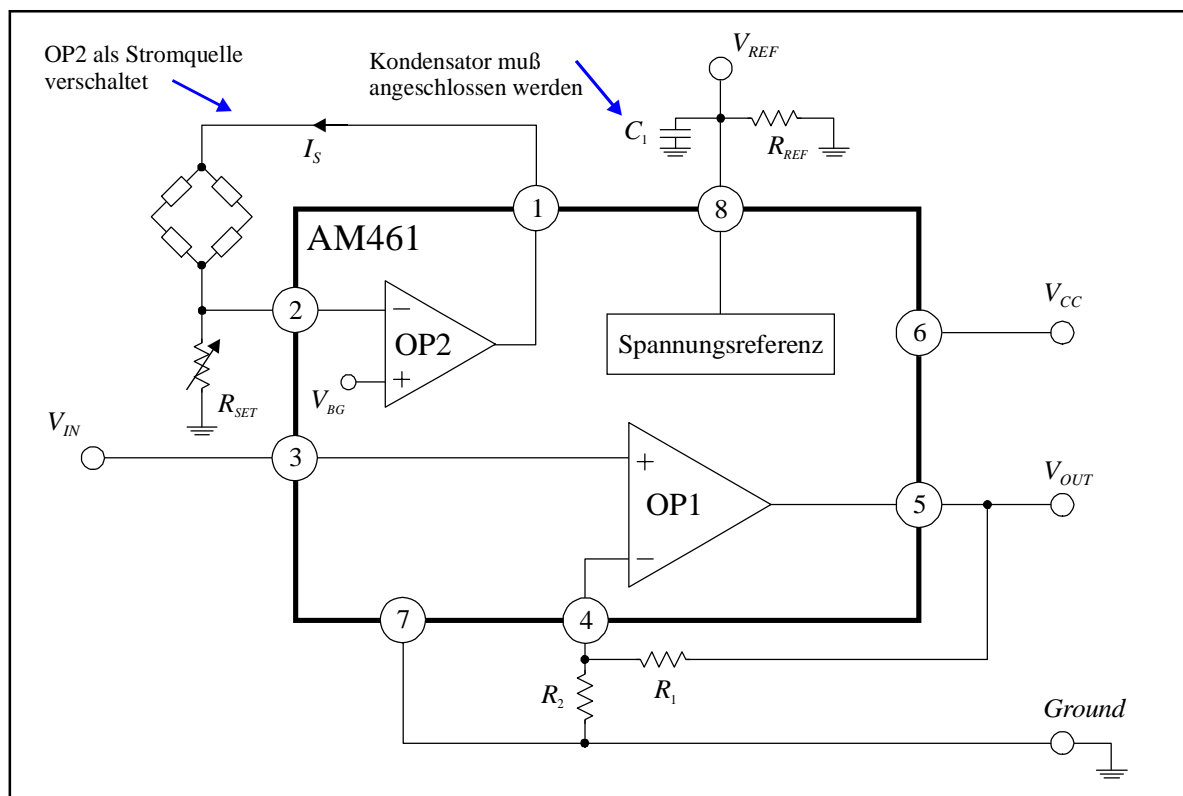 OP2 als Stromquelle
verschaltet
Kondensator muß
angeschlossen werden
V_REF
C_1
R_REF
I_S
1
8
AM461
2
OP2
V_BG
R_SET
Spannungsreferenz
6
V_CC
V_IN
3
OP1
5
V_OUT
7
4
R_2
R_1
Ground